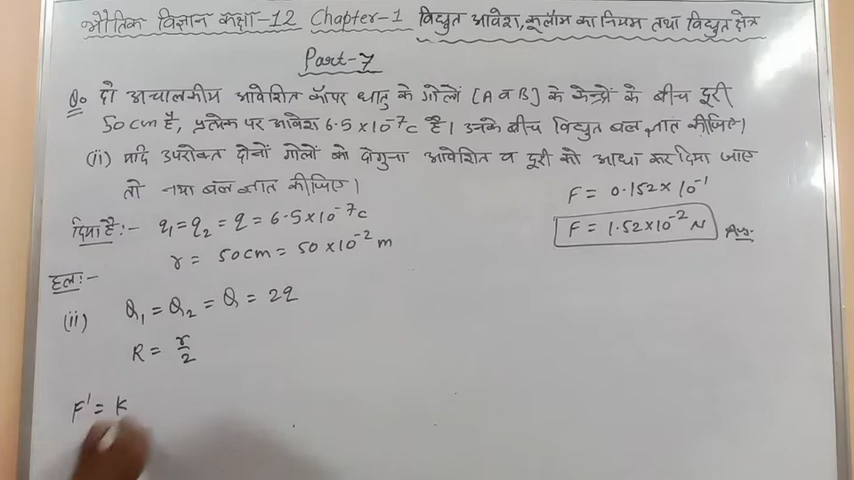 भौतिक विज्ञान कक्षा-12 Chapter-1 विद्युत आवेश, कूलॉम का नियम तथा विद्युत क्षेत्र
Part-7
Q. दो अचालकीय आवेशित कॉपर धातु के गोलों [A व B] के केन्द्रों के बीच दूरी
50 cm है, प्रत्येक पर आवेश 6.5×10⁻⁷c है। उनके बीच विद्युत बल ज्ञात कीजिए।
(ii) यदि उपरोक्त दोनों गोलों को दोगुना आवेशित व दूरी को आधा कर दिया जाए
तो नया बल ज्ञात कीजिए।
F = 0.152×10⁻¹
F = 1.52×10⁻² N Ans.
दिया है:- q₁ = q₂ = q = 6.5×10⁻⁷c
r = 50cm = 50×10⁻² m
हल:-
(ii) Q₁ = Q₂ = Q = 2q
R = r/2
F' = K